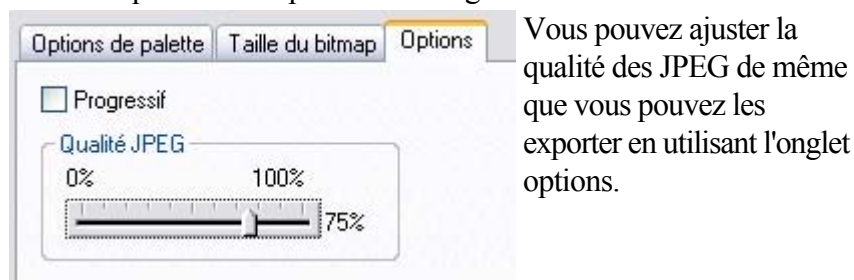 Options de palette Taille du bitmap Options
Progressif
Qualité JPEG
0% 100%
75%
Vous pouvez ajuster la
qualité des JPEG de même
que vous pouvez les
exporter en utilisant l'onglet
options.